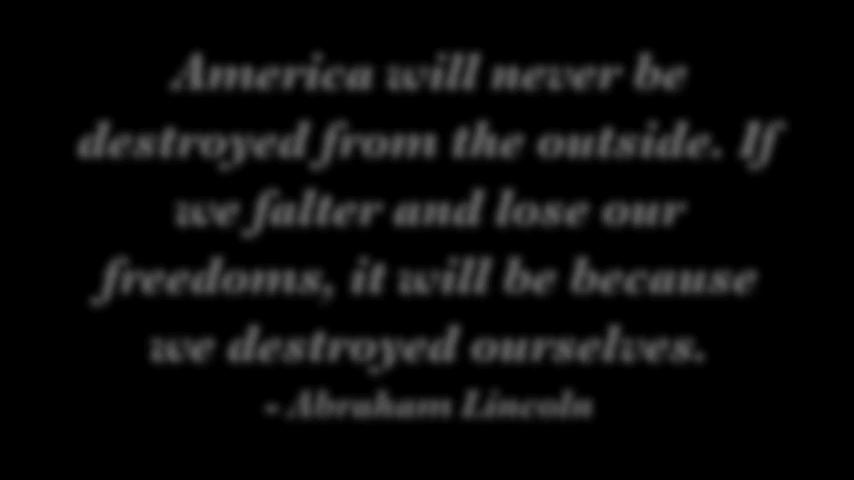 America will never be
destroyed from the outside. If
we falter and lose our
freedoms, it will be because
we destroyed ourselves.
- Abraham Lincoln